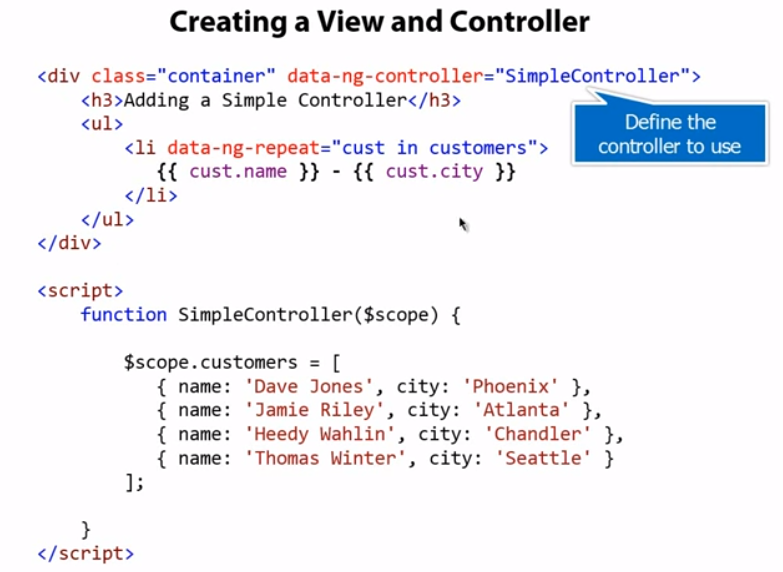 Creating a View and Controller
<div class="container" data-ng-controller="SimpleController">
<h3>Adding a Simple Controller</h3>
<ul>
<li data-ng-repeat="cust in customers">
{{ cust.name }} - {{ cust.city }}
</li>
</ul>
</div>
Define the
controller to use
<script>
function SimpleController($scope) {
$scope.customers = [
{ name: 'Dave Jones', city: 'Phoenix' },
{ name: 'Jamie Riley', city: 'Atlanta' },
{ name: 'Heedy Wahlin', city: 'Chandler' },
{ name: 'Thomas Winter', city: 'Seattle' }
];
}
</script>